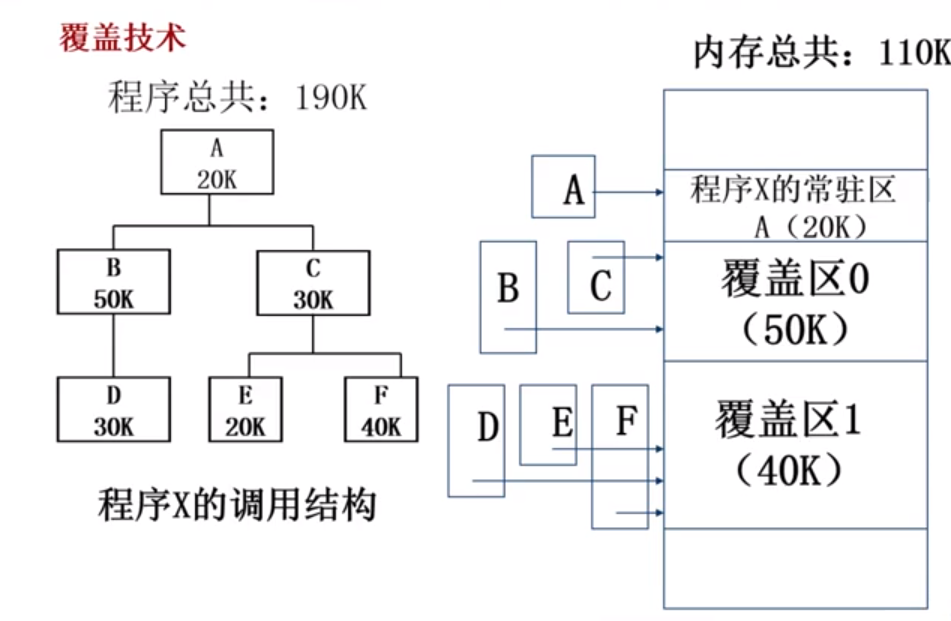 覆盖技术
程序总共：190K
A
20K
B
50K
C
30K
D
30K
E
20K
F
40K
程序X的调用结构
内存总共：110K
A
B
C
D
E
F
程序X的常驻区
A（20K）
覆盖区0
（50K）
覆盖区1
（40K）